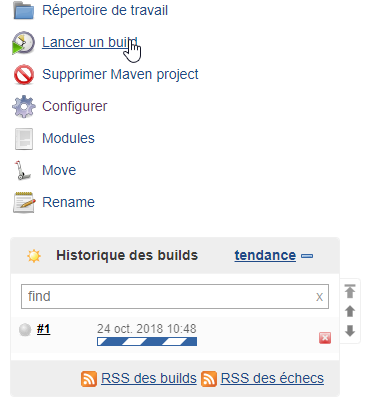 Répertoire de travail
Lancer un build
Supprimer Maven project
Configurer
Modules
Move
Rename
Historique des builds tendance
find x
#1 24 oct. 2018 10:48
RSS des builds RSS des échecs